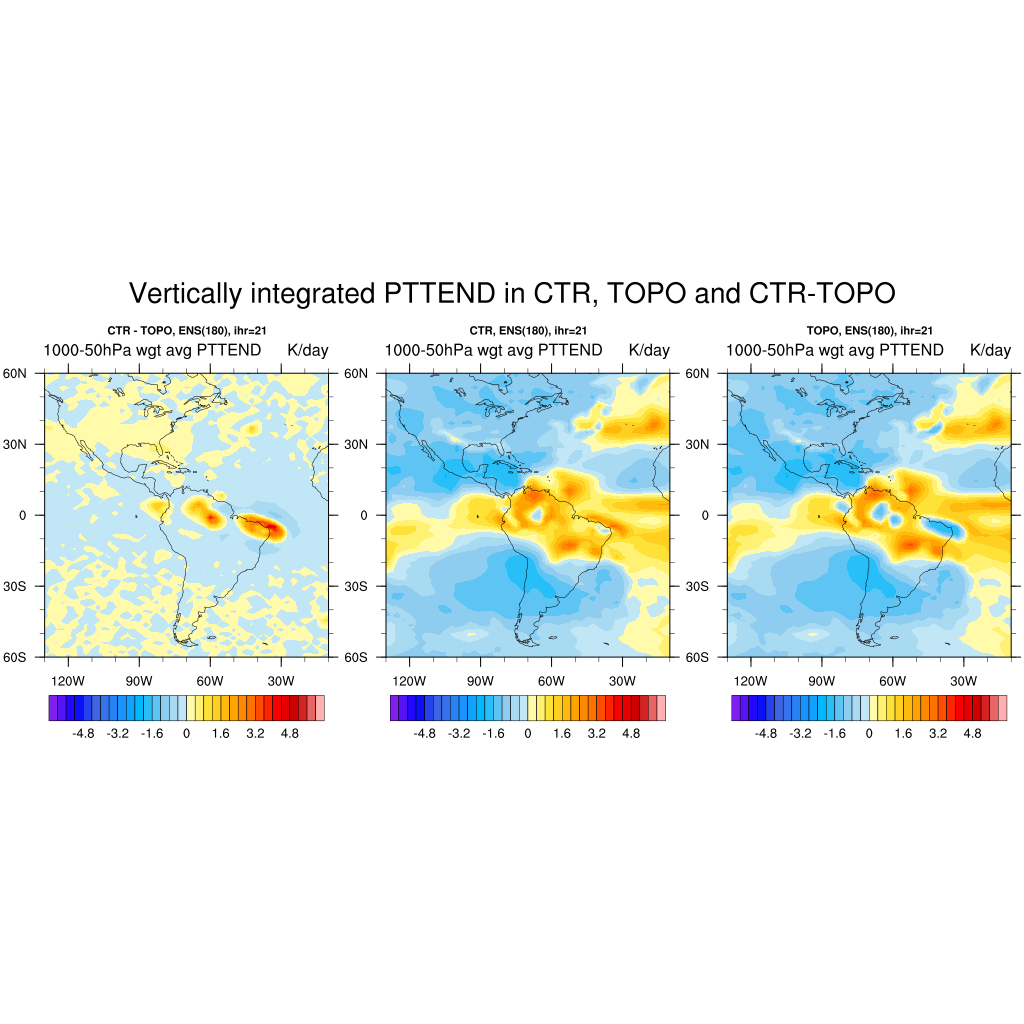 Vertically integrated PTTEND in CTR, TOPO and CTR-TOPO
CTR - TOPO, ENS(180), ihr=21
1000-50hPa wgt avg PTTEND K/day
60N
30N
0
30S
60S
120W 90W 60W 30W
-4.8 -3.2 -1.6 0 1.6 3.2 4.8
CTR, ENS(180), ihr=21
1000-50hPa wgt avg PTTEND K/day
60N
30N
0
30S
60S
120W 90W 60W 30W
-4.8 -3.2 -1.6 0 1.6 3.2 4.8
TOPO, ENS(180), ihr=21
1000-50hPa wgt avg PTTEND K/day
60N
30N
0
30S
60S
120W 90W 60W 30W
-4.8 -3.2 -1.6 0 1.6 3.2 4.8